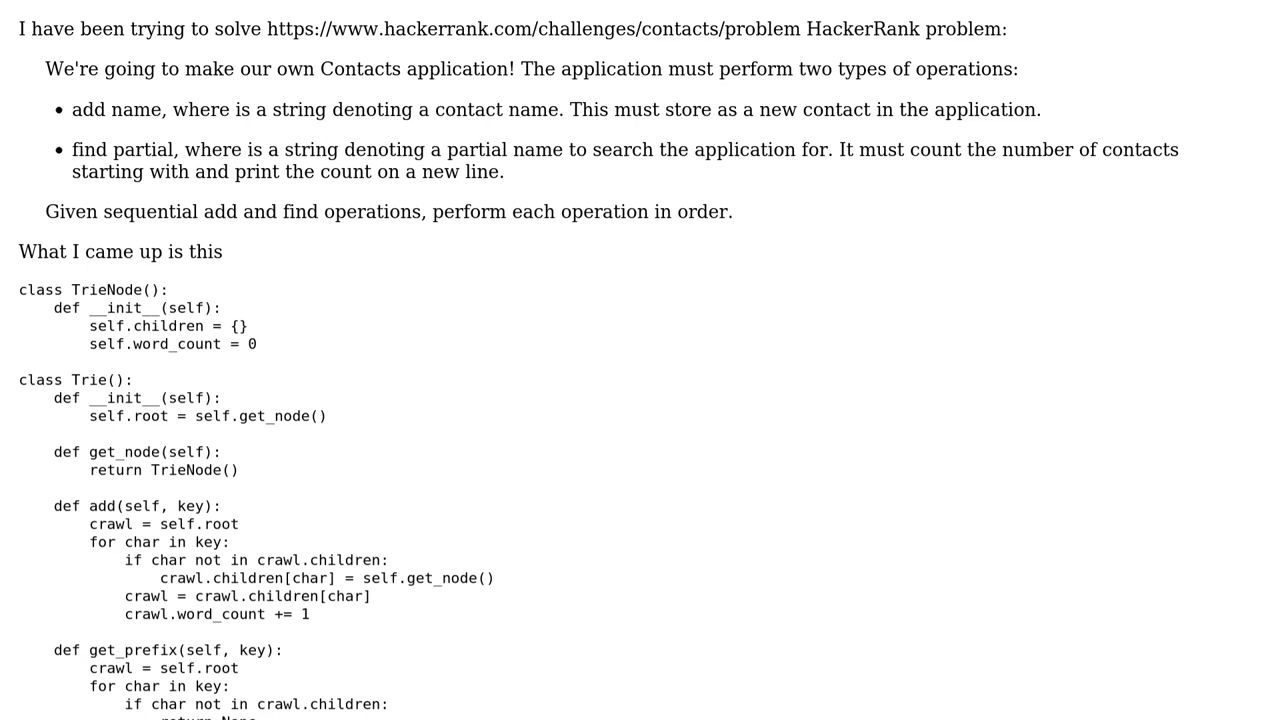 I have been trying to solve https://www.hackerrank.com/challenges/contacts/problem HackerRank problem:
We're going to make our own Contacts application! The application must perform two types of operations:
• add name, where is a string denoting a contact name. This must store as a new contact in the application.
• find partial, where is a string denoting a partial name to search the application for. It must count the number of contacts
starting with and print the count on a new line.
Given sequential add and find operations, perform each operation in order.
What I came up is this
class TrieNode():
    def __init__(self):
        self.children = {}
        self.word_count = 0
class Trie():
    def __init__(self):
        self.root = self.get_node()
    def get_node(self):
        return TrieNode()
    def add(self, key):
        crawl = self.root
        for char in key:
            if char not in crawl.children:
                crawl.children[char] = self.get_node()
            crawl = crawl.children[char]
            crawl.word_count += 1
    def get_prefix(self, key):
        crawl = self.root
        for char in key:
            if char not in crawl.children: